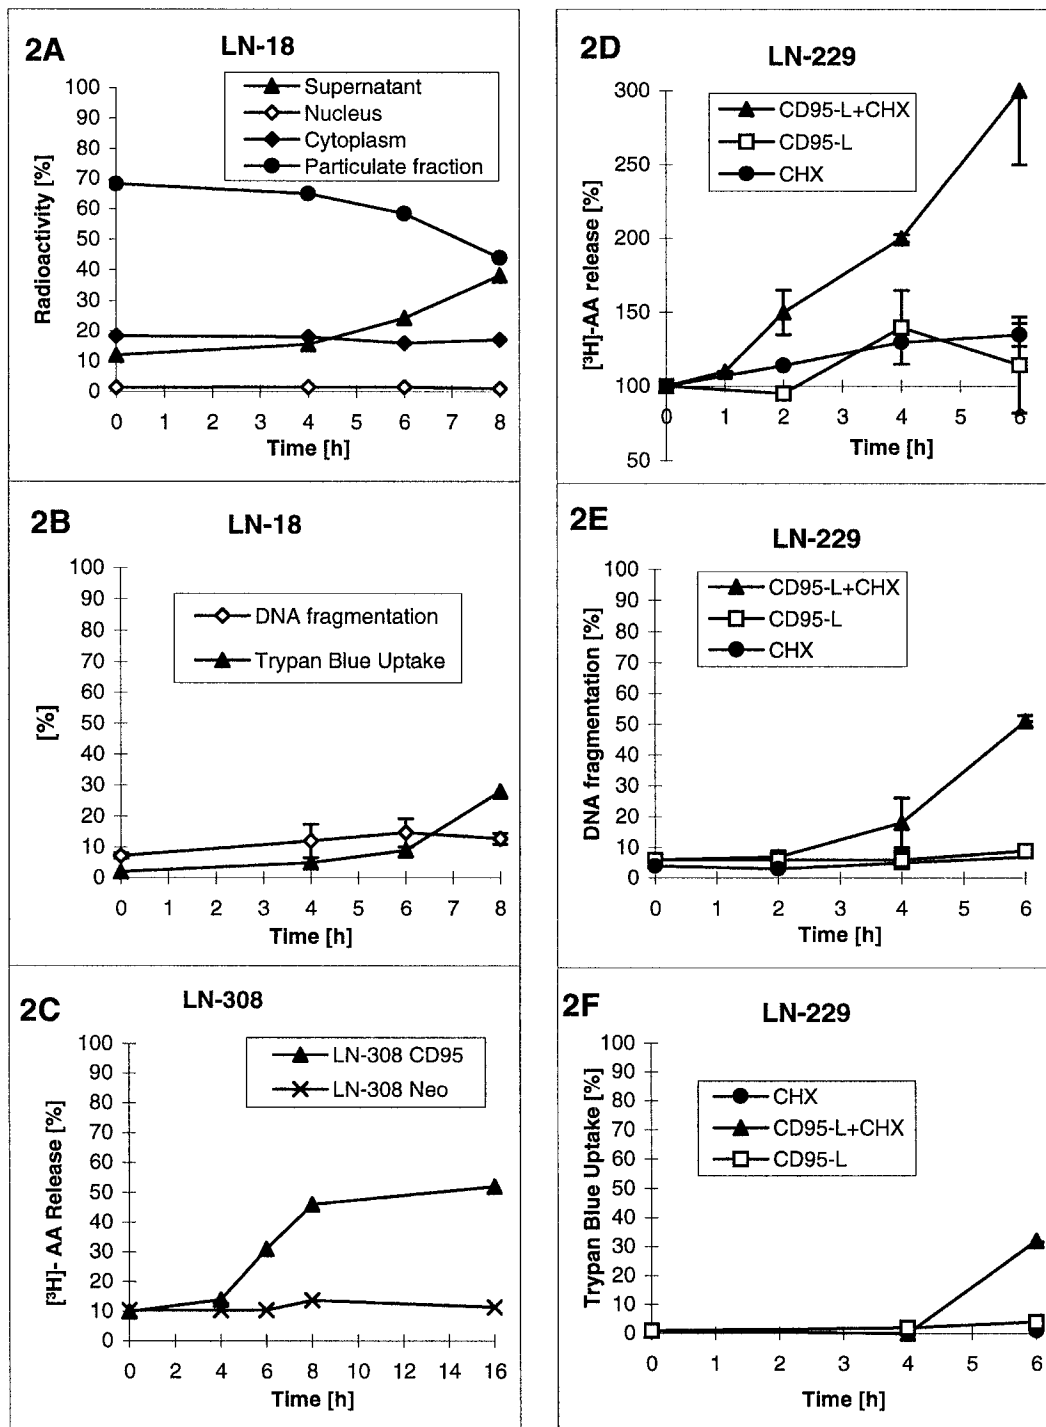 2A
LN-18
Supernatant
Nucleus
Cytoplasm
Particulate fraction
Radioactivity [%]
100
90
80
70
60
50
40
30
20
10
0
0 1 2 3 4 5 6 7 8
Time [h]
2B
LN-18
DNA fragmentation
Trypan Blue Uptake
[%]
100
90
80
70
60
50
40
30
20
10
0
0 1 2 3 4 5 6 7 8
Time [h]
2C
LN-308
LN-308 CD95
LN-308 Neo
[³H]- AA Release [%]
100
90
80
70
60
50
40
30
20
10
0
0 2 4 6 8 10 12 14 16
Time [h]
2D
LN-229
CD95-L+CHX
CD95-L
CHX
[³H]-AA release [%]
300
250
200
150
100
50
0 1 2 3 4 5 6
Time [h]
2E
LN-229
CD95-L+CHX
CD95-L
CHX
DNA fragmentation [%]
100
90
80
70
60
50
40
30
20
10
0
0 1 2 3 4 5 6
Time [h]
2F
LN-229
CHX
CD95-L+CHX
CD95-L
Trypan Blue Uptake [%]
100
90
80
70
60
50
40
30
20
10
0
0 1 2 3 4 5 6
Time [h]